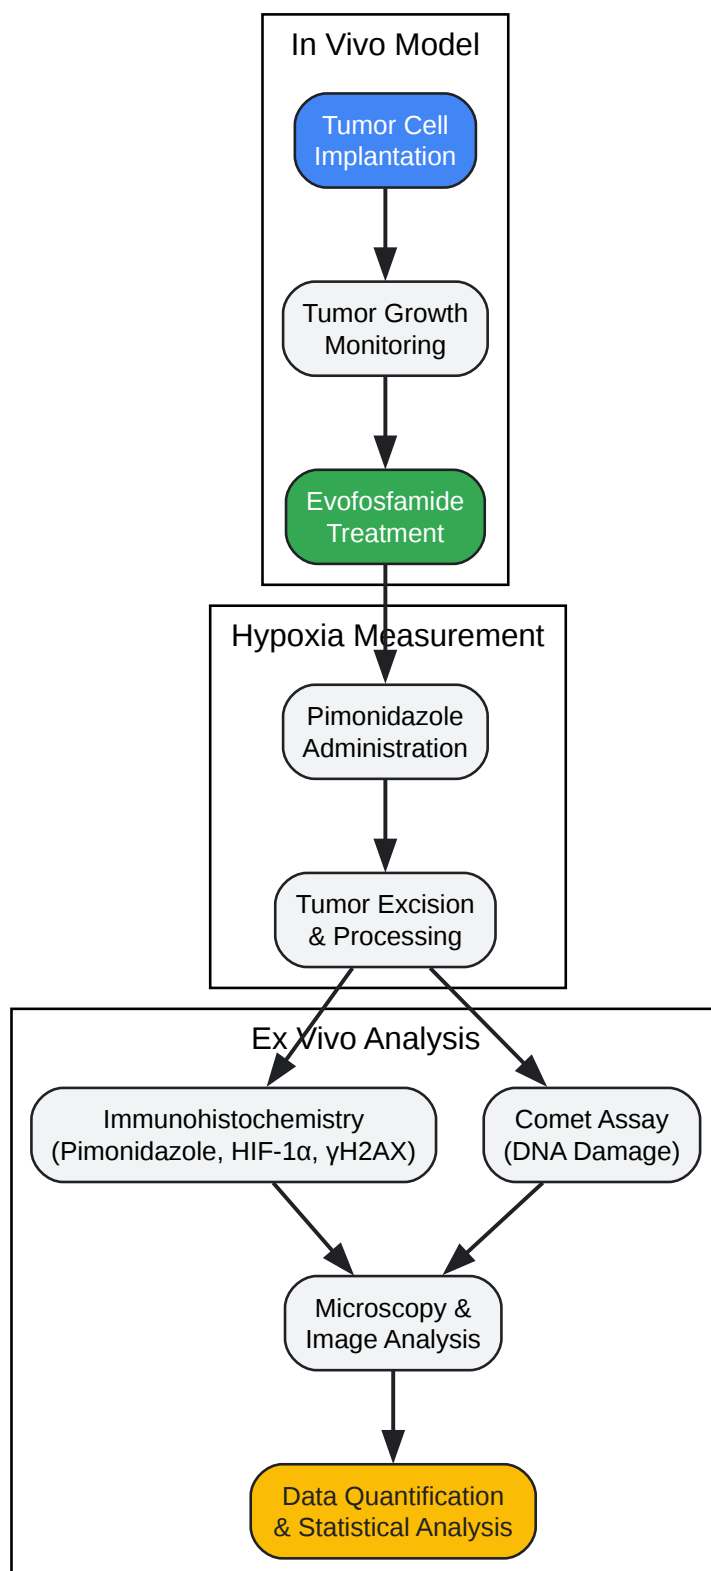 In Vivo Model
Tumor Cell
Implantation
Tumor Growth
Monitoring
Evofosfamide
Treatment
Hypoxia Measurement
Pimonidazole
Administration
Tumor Excision
& Processing
Ex Vivo Analysis
Immunohistochemistry
(Pimonidazole, HIF-1α, γH2AX)
Comet Assay
(DNA Damage)
Microscopy &
Image Analysis
Data Quantification
& Statistical Analysis